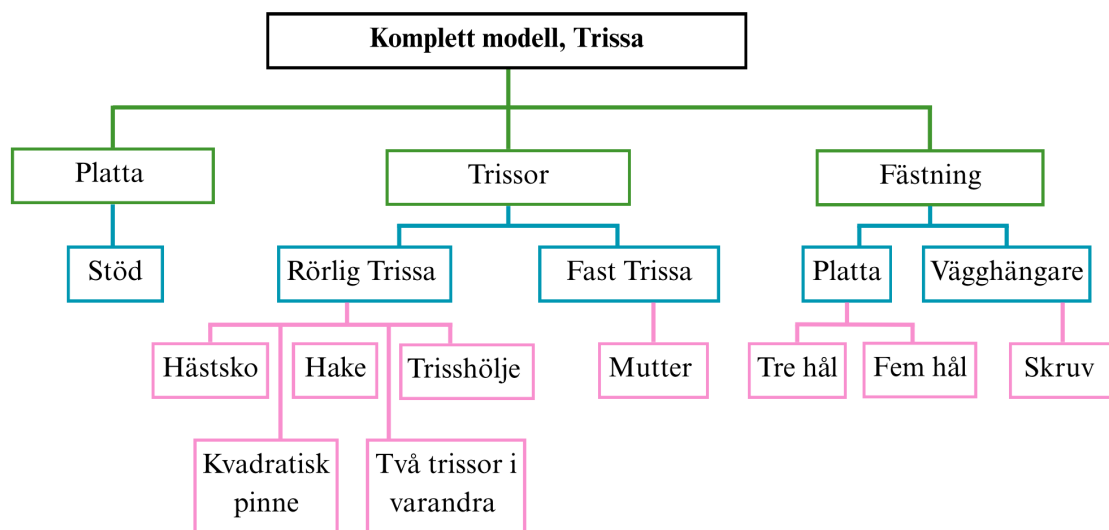 Komplett modell, Trissa
Platta
Trissor
Fästning
Stöd
Rörlig Trissa
Fast Trissa
Platta
Vägghängare
Hästsko
Hake
Trisshölje
Mutter
Tre hål
Fem hål
Skruv
Kvadratisk
pinne
Två trissor i
varandra